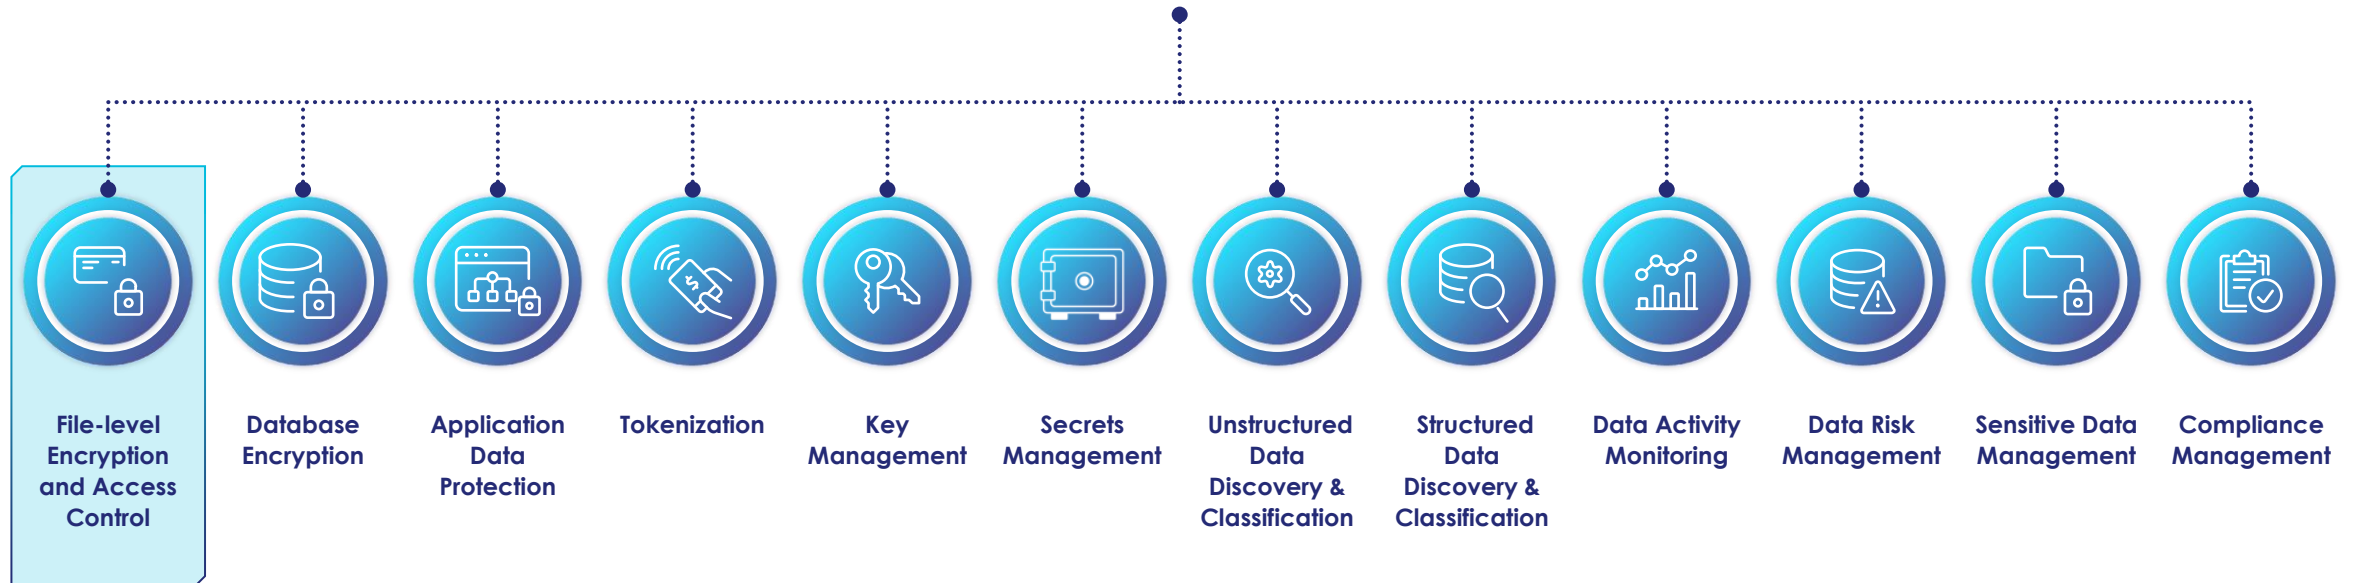 File-level
Encryption
and Access
Control
Database
Encryption
Application
Data
Protection
Tokenization
Key
Management
Secrets
Management
Unstructured
Data
Discovery &
Classification
Structured
Data
Discovery &
Classification
Data Activity
Monitoring
Data Risk
Management
Sensitive Data
Management
Compliance
Management